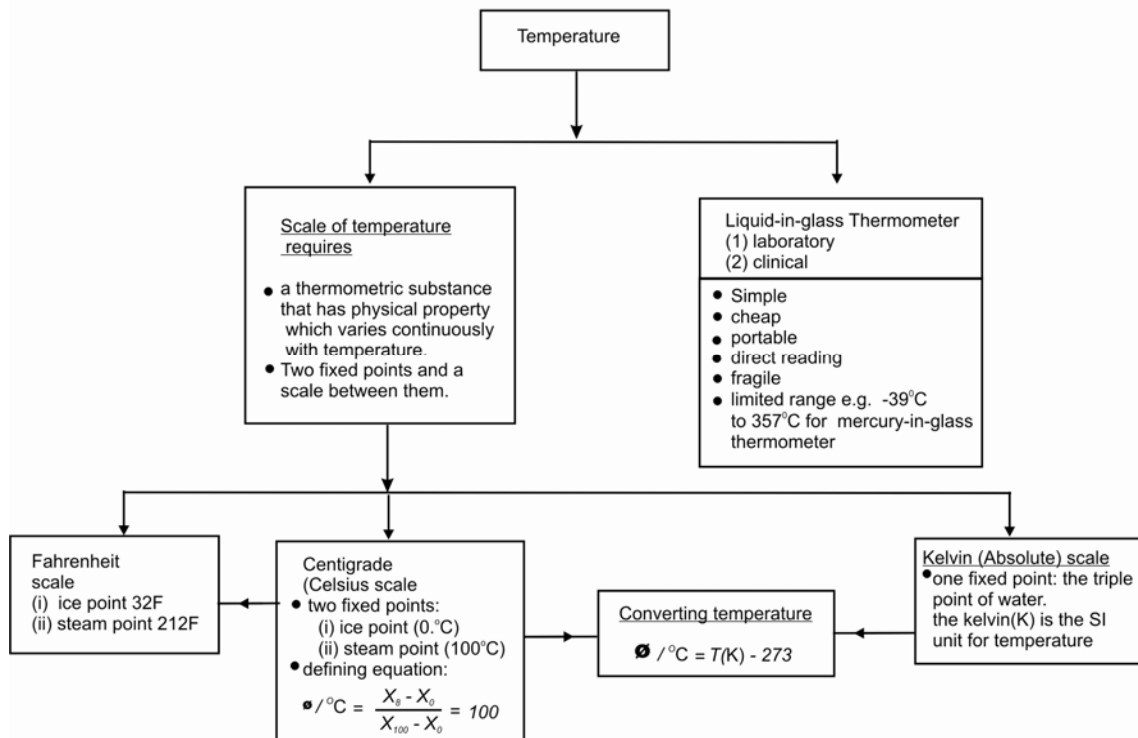 Temperature
Scale of temperature
requires
● a thermometric substance
that has physical property
which varies continuously
with temperature.
● Two fixed points and a
scale between them.
Liquid-in-glass Thermometer
(1) laboratory
(2) clinical
● Simple
● cheap
● portable
● direct reading
● fragile
● limited range e.g. -39°C
to 357°C for mercury-in-glass
thermometer
Fahrenheit
scale
(i) ice point 32F
(ii) steam point 212F
Centigrade
(Celsius scale
● two fixed points:
(i) ice point (0.°C)
(ii) steam point (100°C)
● defining equation:
ø/°C = (X₈ - X₀) / (X₁₀₀ - X₀) = 100
Converting temperature
Ø /°C = T(K) - 273
Kelvin (Absolute) scale
● one fixed point: the triple
point of water.
the kelvin(K) is the SI
unit for temperature